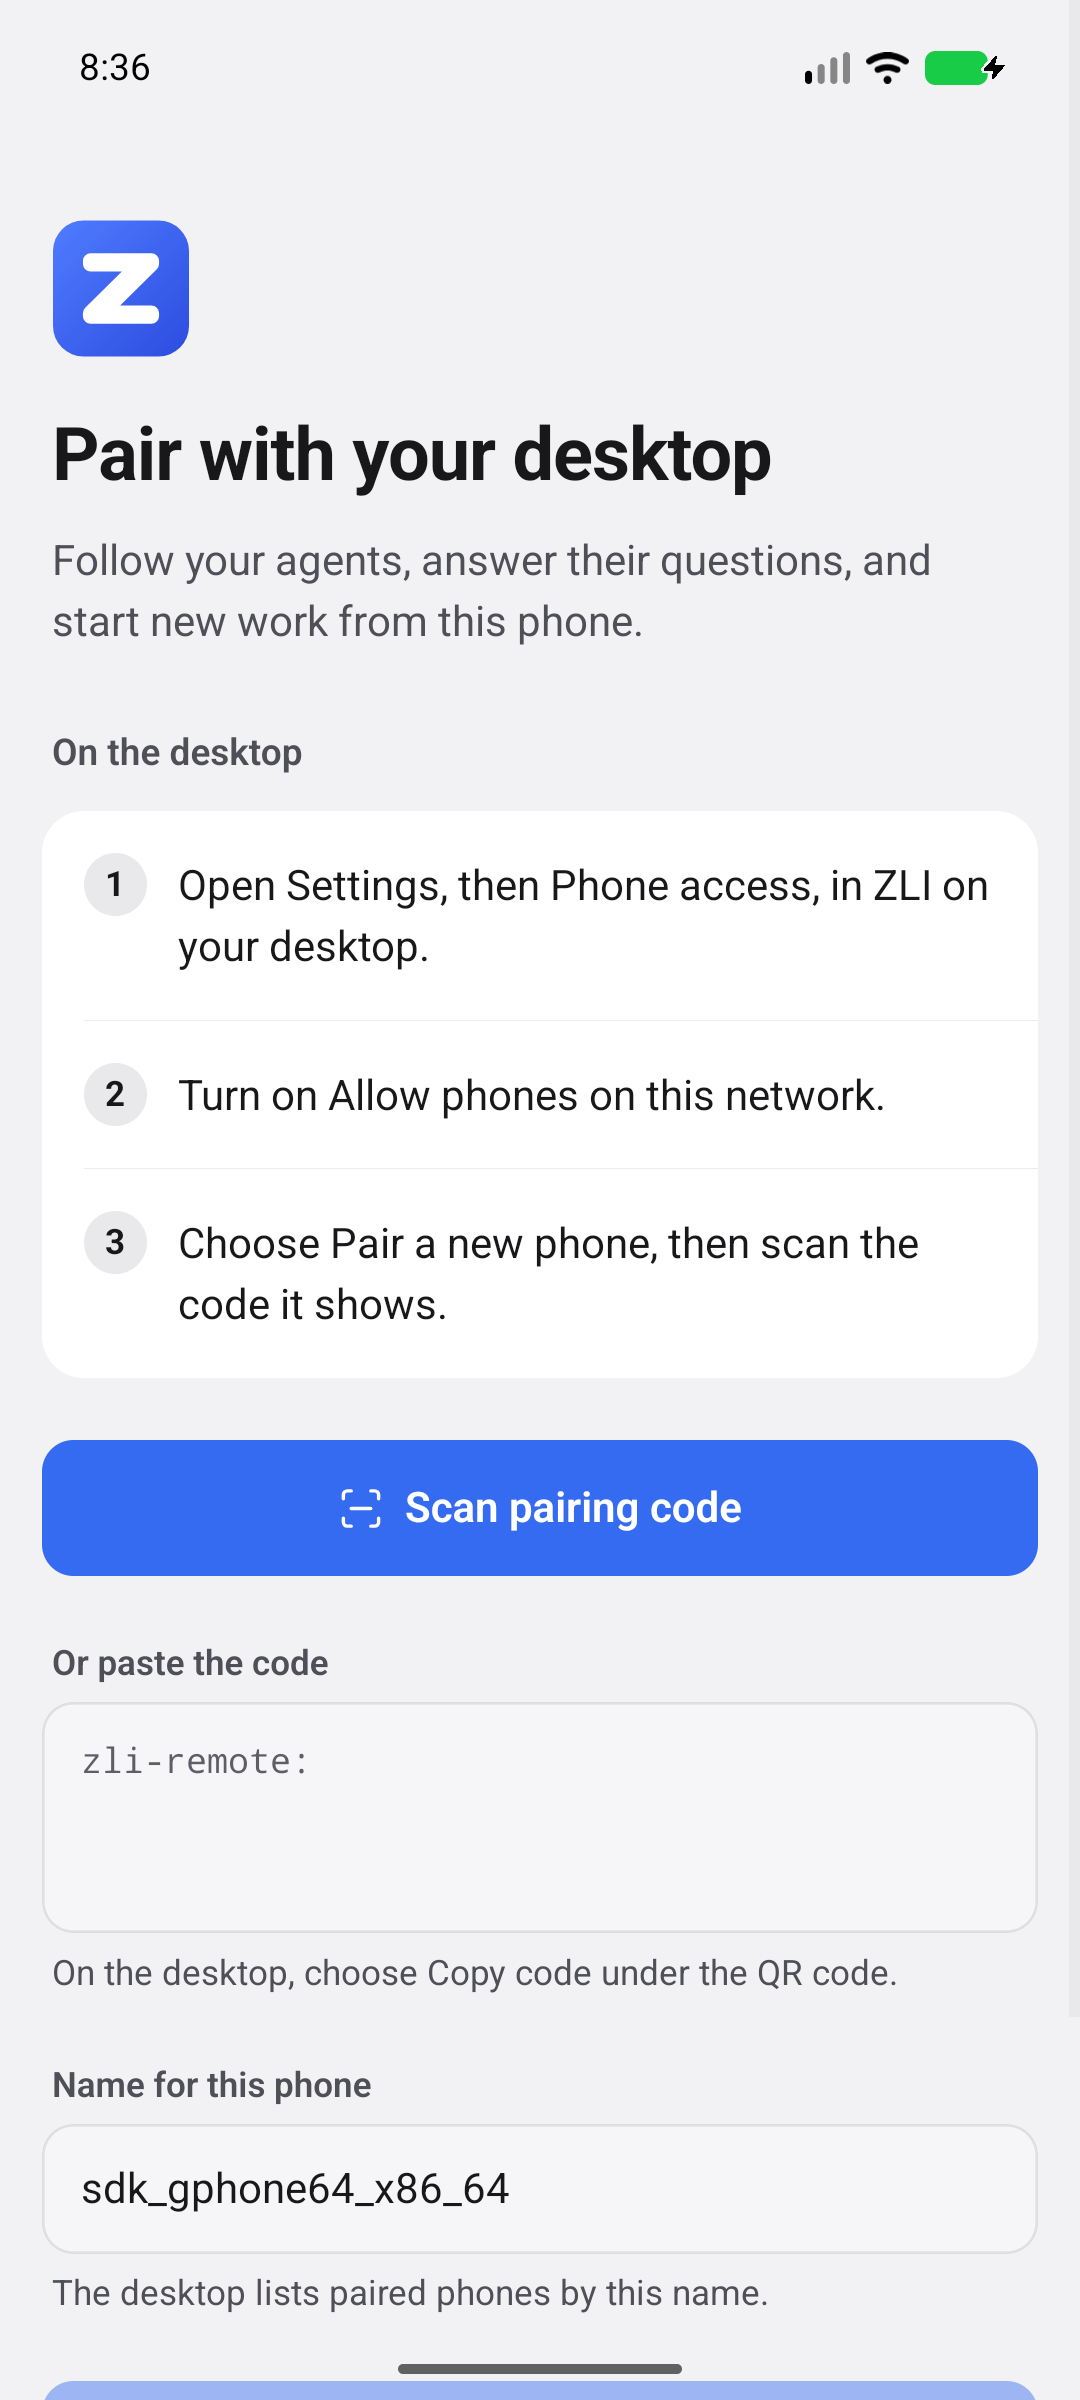 8:36
Z
Pair with your desktop
Follow your agents, answer their questions, and
start new work from this phone.
On the desktop
1 Open Settings, then Phone access, in ZLI on
your desktop.
2 Turn on Allow phones on this network.
3 Choose Pair a new phone, then scan the
code it shows.
Scan pairing code
Or paste the code
zli-remote:
On the desktop, choose Copy code under the QR code.
Name for this phone
sdk_gphone64_x86_64
The desktop lists paired phones by this name.